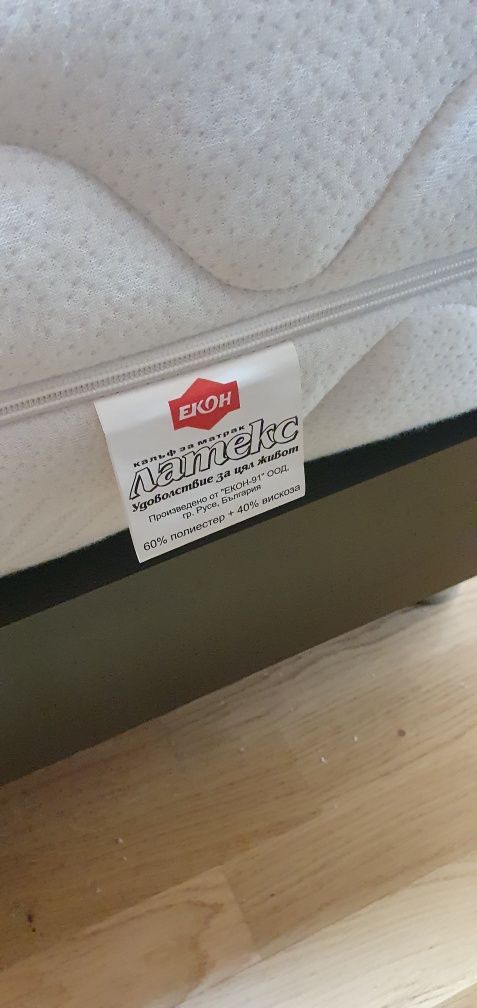 ЕКОН
калъф за матрак
Латекс
Удоволствие за цял живот
Произведено от "ЕКОН-91" ООД,
гр. Русе, България
60% полиестер + 40% вискоза